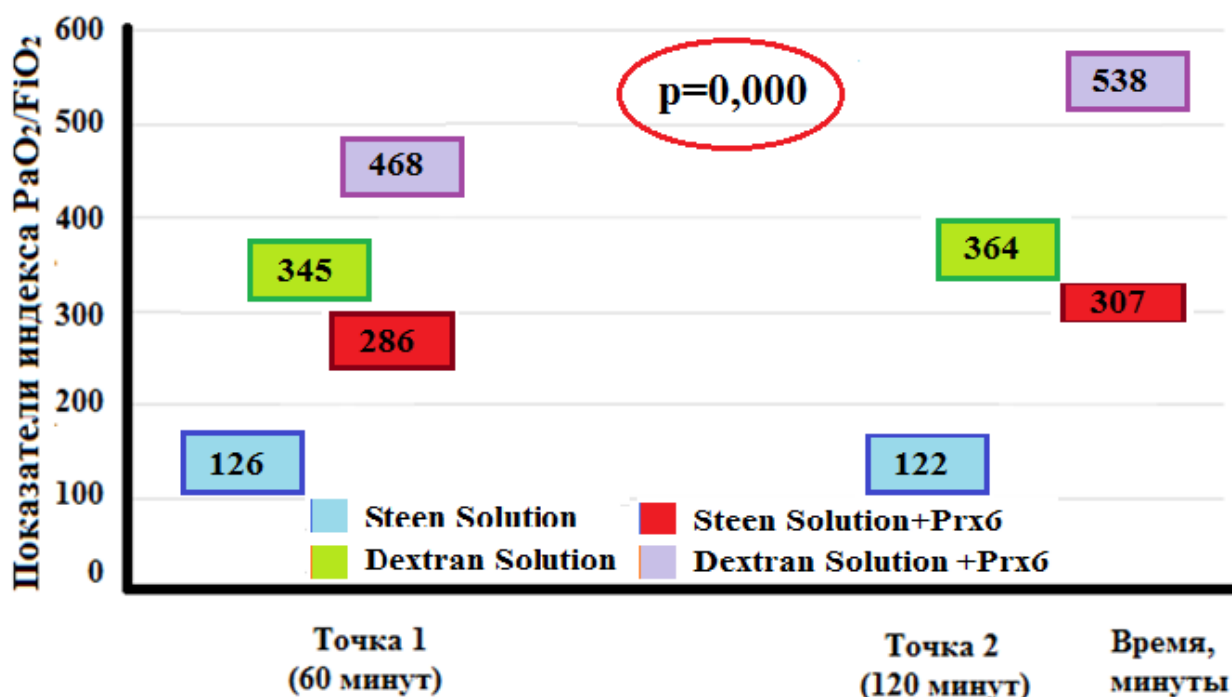 Показатели индекса PaO₂/FiO₂
600
500
400
300
200
100
0
p=0,000
538
468
364
345
307
286
126
122
Steen Solution
Steen Solution+Prx6
Dextran Solution
Dextran Solution +Prx6
Точка 1
(60 минут)
Точка 2
(120 минут)
Время,
минуты